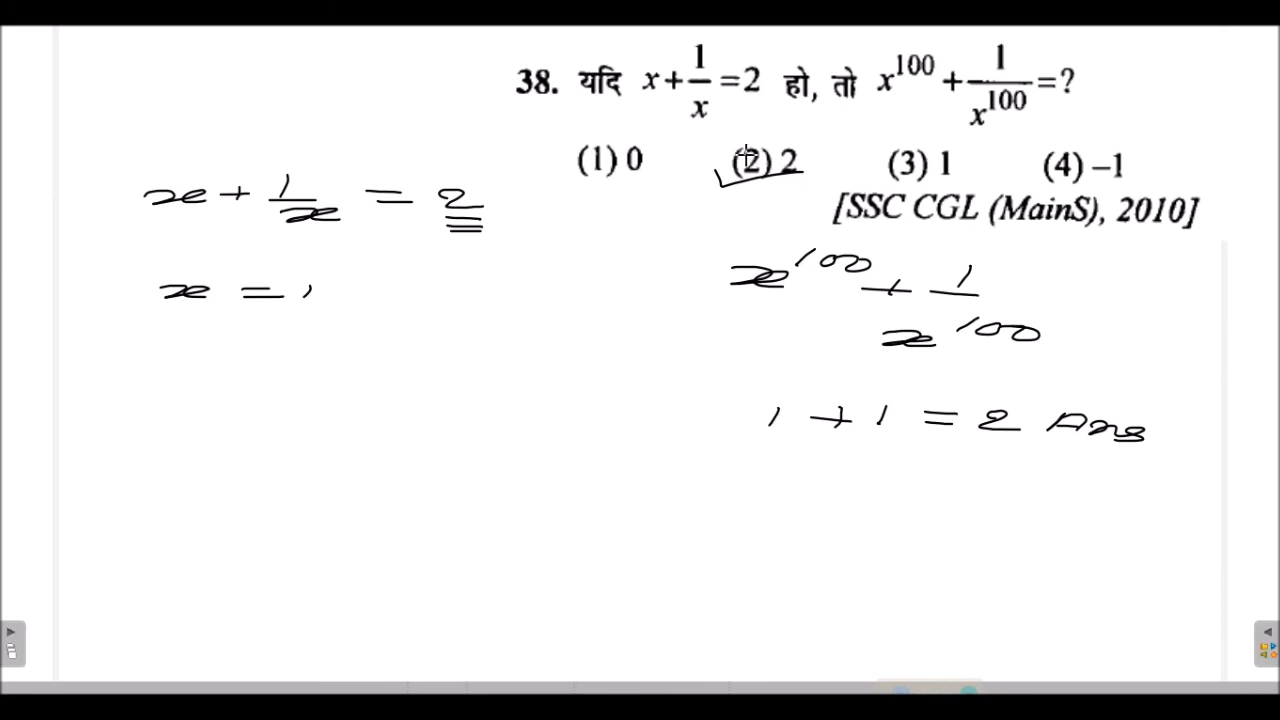 38. यदि x + 1/x = 2 हो, तो x^100 + 1/x^100 = ?
(1) 0 (2) 2 (3) 1 (4) –1
[SSC CGL (MainS), 2010]
x + 1/x = 2
x = 1
x^100 + 1/x^100
1 + 1 = 2 Ans